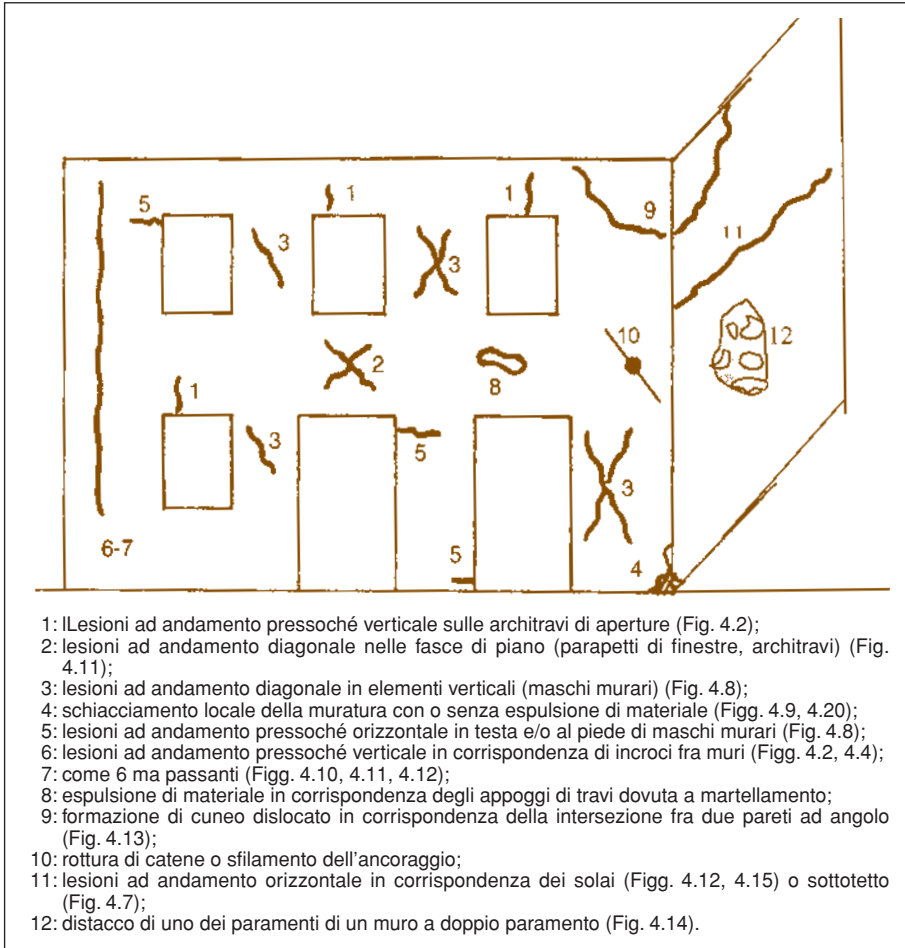 5
1
1
9
3
3
11
12
10
2
8
1
3
5
3
6-7
5
4
1: lLesioni ad andamento pressoché verticale sulle architravi di aperture (Fig. 4.2);
2: lesioni ad andamento diagonale nelle fasce di piano (parapetti di finestre, architravi) (Fig.
4.11);
3: lesioni ad andamento diagonale in elementi verticali (maschi murari) (Fig. 4.8);
4: schiacciamento locale della muratura con o senza espulsione di materiale (Figg. 4.9, 4.20);
5: lesioni ad andamento pressoché orizzontale in testa e/o al piede di maschi murari (Fig. 4.8);
6: lesioni ad andamento pressoché verticale in corrispondenza di incroci fra muri (Figg. 4.2, 4.4);
7: come 6 ma passanti (Figg. 4.10, 4.11, 4.12);
8: espulsione di materiale in corrispondenza degli appoggi di travi dovuta a martellamento;
9: formazione di cuneo dislocato in corrispondenza della intersezione fra due pareti ad angolo
(Fig. 4.13);
10: rottura di catene o sfilamento dell'ancoraggio;
11: lesioni ad andamento orizzontale in corrispondenza dei solai (Figg. 4.12, 4.15) o sottotetto
(Fig. 4.7);
12: distacco di uno dei paramenti di un muro a doppio paramento (Fig. 4.14).